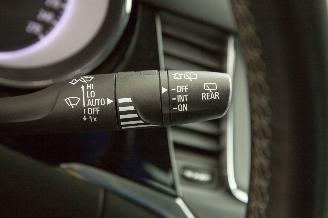 HI
LO
AUTO
OFF
1x
OFF
INT
ON
REAR